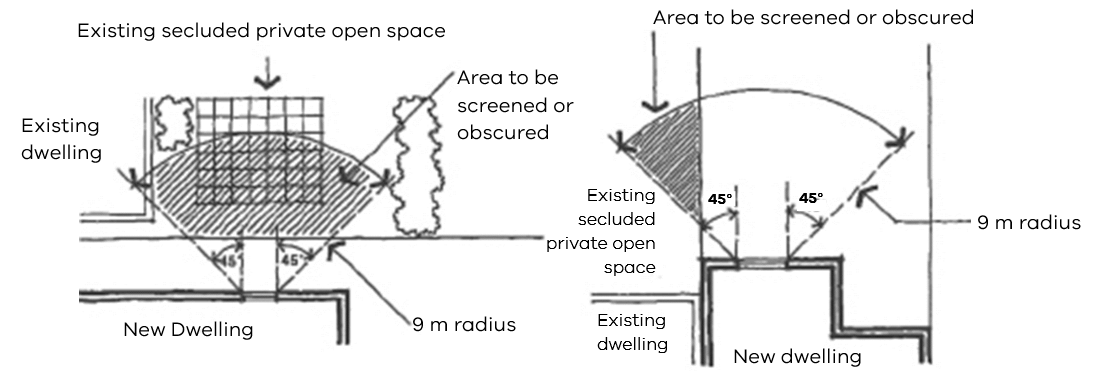 Existing secluded private open space
Area to be
screened or
obscured
Existing
dwelling
45°
45°
New Dwelling
9 m radius
Area to be screened or obscured
Existing
secluded
private open
space
45°
45°
9 m radius
Existing
dwelling
New dwelling